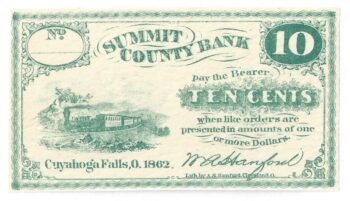 No
SUMMIT
COUNTY BANK
10
Pay the Bearer
TEN CENTS
when like orders are
presented in amounts of one
or more Dollars.
Cuyahoga Falls, O. 1862.
W A Hanford
Lith. by A. & Sanford, Cleveland, O.